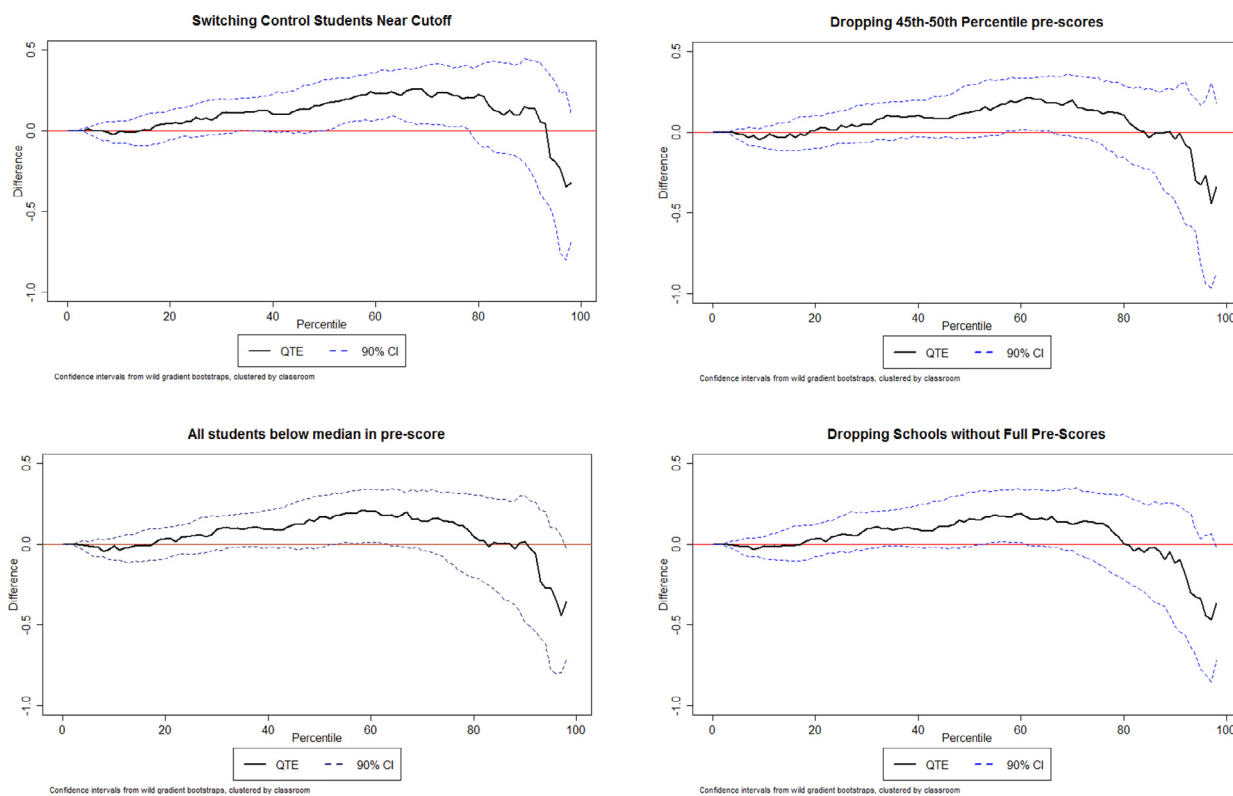 Switching Control Students Near Cutoff
Difference
0.5
0.0
-0.5
-1.0
0 20 40 60 80 100
Percentile
QTE 90% CI
Confidence intervals from wild gradient bootstraps, clustered by classroom
Dropping 45th-50th Percentile pre-scores
Difference
0.5
0.0
-0.5
-1.0
0 20 40 60 80 100
Percentile
QTE 90% CI
Confidence intervals from wild gradient bootstraps, clustered by classroom
All students below median in pre-score
Difference
0.5
0.0
-0.5
-1.0
0 20 40 60 80 100
Percentile
QTE 90% CI
Confidence intervals from wild gradient bootstraps, clustered by classroom
Dropping Schools without Full Pre-Scores
Difference
0.5
0.0
-0.5
-1.0
0 20 40 60 80 100
Percentile
QTE 90% CI
Confidence intervals from wild gradient bootstraps, clustered by classroom